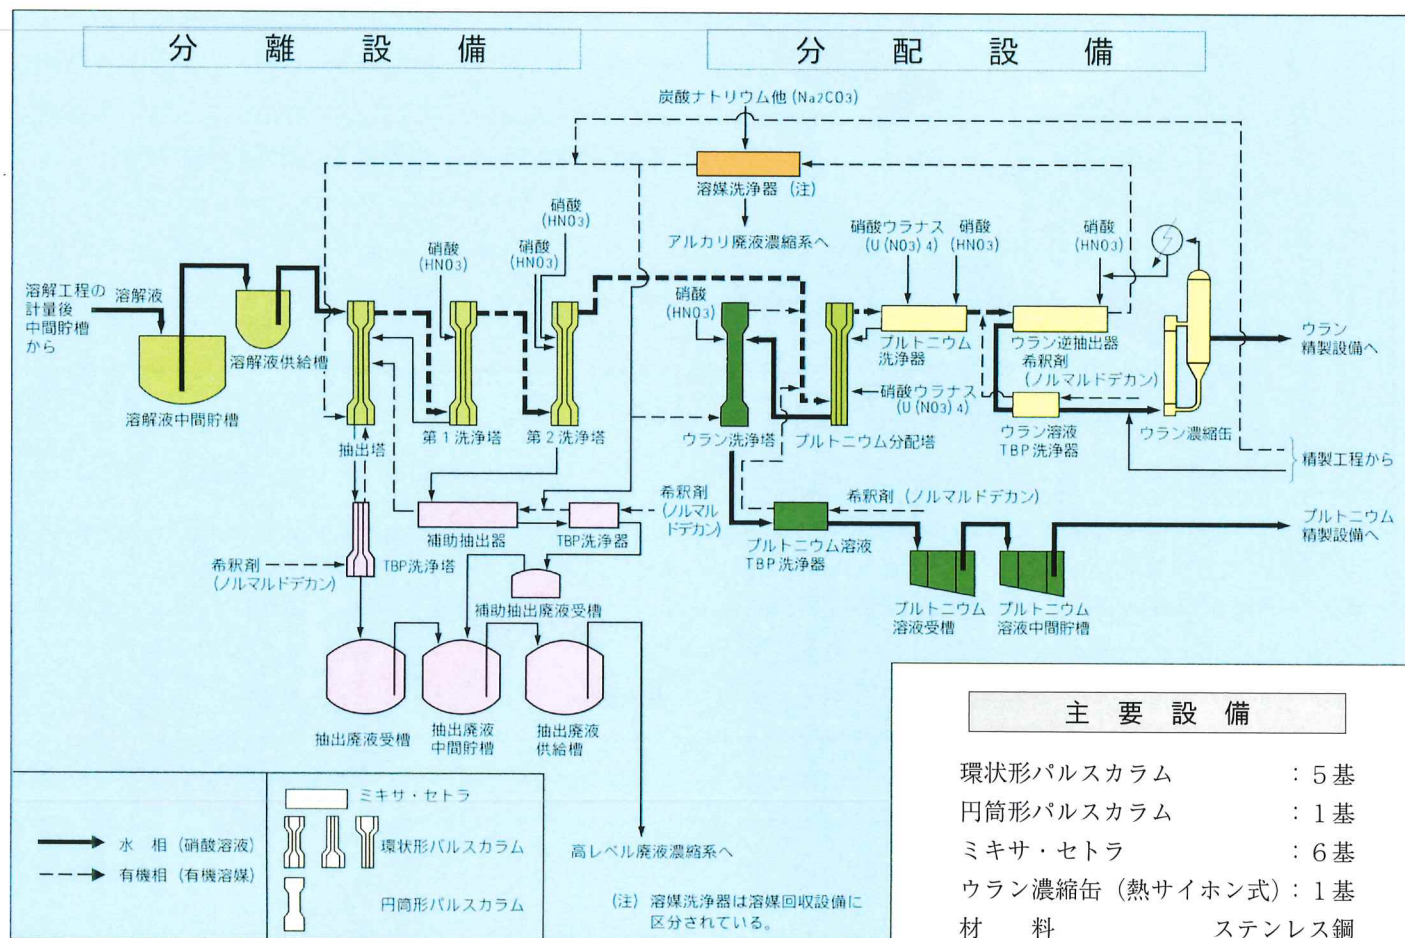 分離設備
分配設備
炭酸ナトリウム他(Na2CO3)
溶媒洗浄器 (注)
アルカリ廃液濃縮系へ
硝酸
(HNO3)
硝酸
(HNO3)
硝酸
(HNO3)
硝酸
(HNO3)
硝酸ウラナス
(U(NO3)4)
硝酸
(HNO3)
硝酸
(HNO3)
溶解工程の
計量後
中間貯槽
から
溶解液
溶解液供給槽
溶解液中間貯槽
抽出塔
第1洗浄塔
第2洗浄塔
ウラン洗浄塔
プルトニウム分配塔
プルトニウム
洗浄器
硝酸ウラナス
(U(NO3)4)
ウラン逆抽出器
希釈剤
(ノルマルドデカン)
ウラン溶液
TBP洗浄器
ウラン濃縮缶
ウラン
精製設備へ
精製工程から
プルトニウム
精製設備へ
希釈剤
(ノルマルドデカン)
TBP洗浄塔
補助抽出器
TBP洗浄器
希釈剤
(ノルマル
ドデカン)
補助抽出廃液受槽
希釈剤 (ノルマルドデカン)
プルトニウム溶液
TBP洗浄器
プルトニウム
溶液受槽
プルトニウム
溶液中間貯槽
抽出廃液受槽
抽出廃液
中間貯槽
抽出廃液
供給槽
高レベル廃液濃縮系へ
(注) 溶媒洗浄器は溶媒回収設備に
区分されている。
水 相 (硝酸溶液)
有機相 (有機溶媒)
ミキサ・セトラ
環状形パルスカラム
円筒形パルスカラム
主要設備
環状形パルスカラム :5基
円筒形パルスカラム :1基
ミキサ・セトラ :6基
ウラン濃縮缶(熱サイホン式):1基
材 料 ステンレス鋼